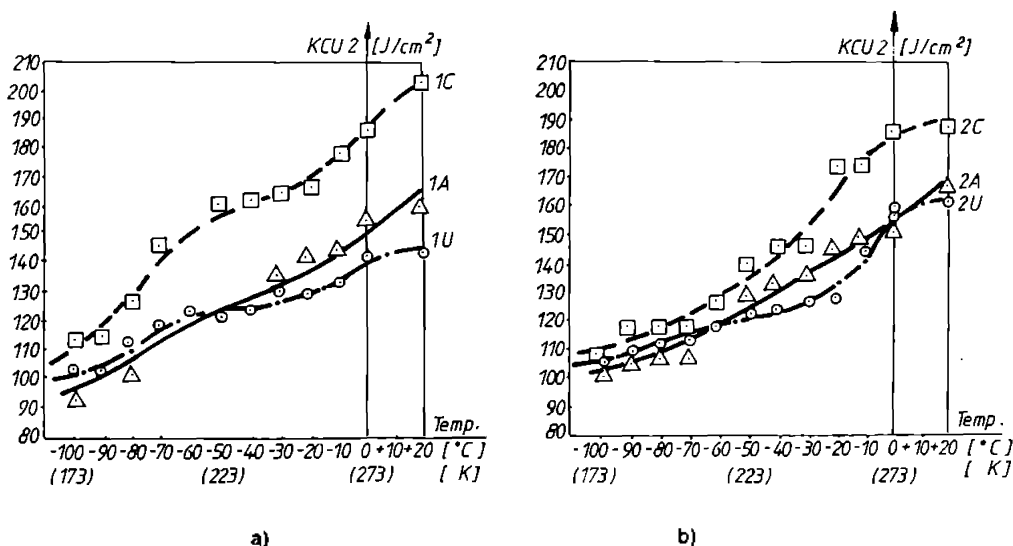 KCU 2 [J/cm²]
210
200
190
180
170
160
150
140
130
120
110
100
90
80
1C
1A
1U
Temp.
-100 -90 -80 -70 -60 -50 -40 -30 -20 -10 0 +10 +20 [°C]
(173) (223) (273) [K]
a)
KCU 2 [J/cm²]
210
200
190
180
170
160
150
140
130
120
110
100
90
80
2C
2A
2U
Temp.
-100 -90 -80 -70 -60 -50 -40 -30 -20 -10 0 +10 +20 [°C]
(173) (223) (273) [K]
b)